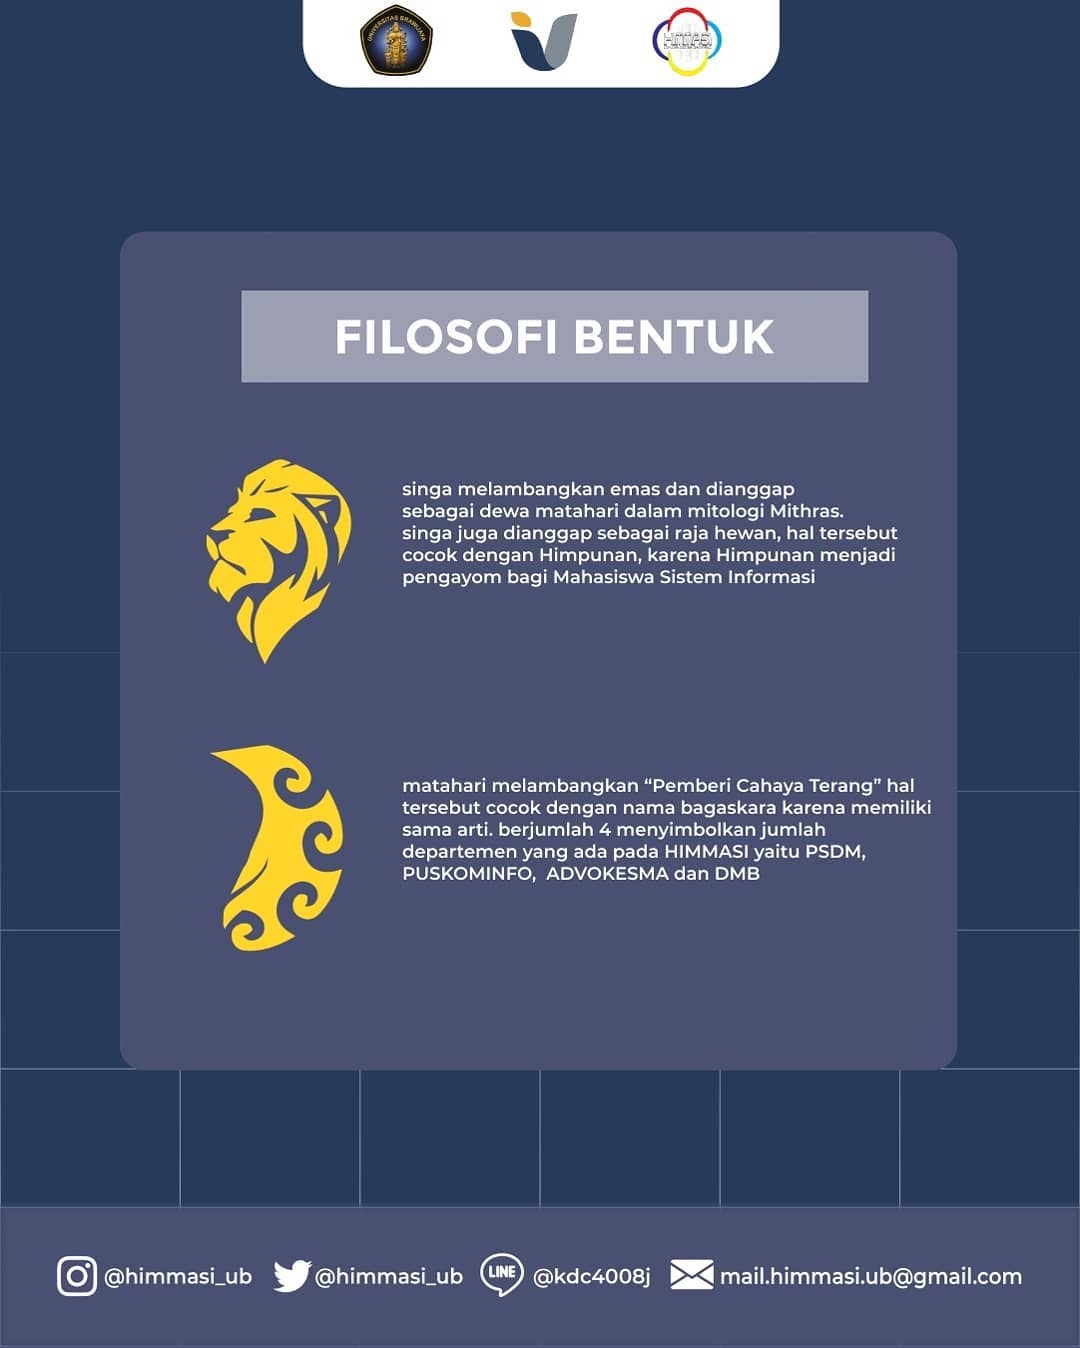 UNIVERSITAS BRAWIJAYA
HIMMASI
FILOSOFI BENTUK
singa melambangkan emas dan dianggap
sebagai dewa matahari dalam mitologi Mithras.
singa juga dianggap sebagai raja hewan, hal tersebut
cocok dengan Himpunan, karena Himpunan menjadi
pengayom bagi Mahasiswa Sistem Informasi
matahari melambangkan “Pemberi Cahaya Terang” hal
tersebut cocok dengan nama bagaskara karena memiliki
sama arti. berjumlah 4 menyimbolkan jumlah
departemen yang ada pada HIMMASI yaitu PSDM,
PUSKOMINFO,  ADVOKESMA dan DMB
@himmasi_ub @himmasi_ub LINE @kdc4008j mail.himmasi.ub@gmail.com